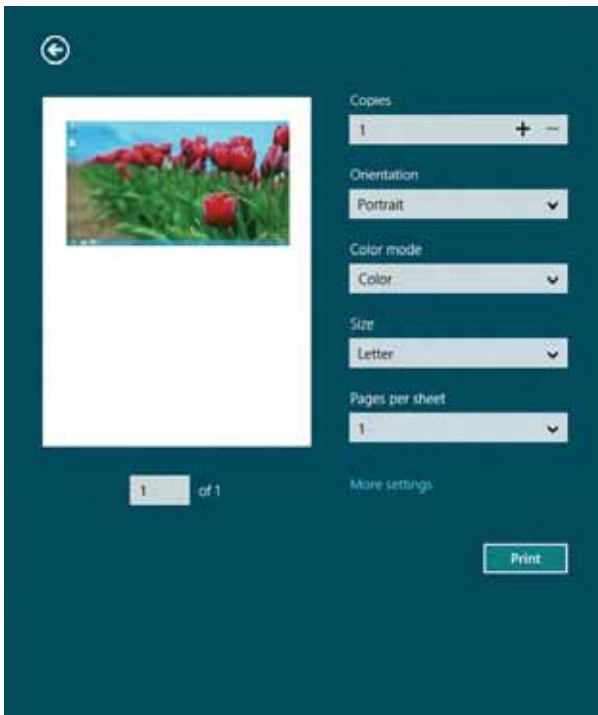 Copies
1
Orientation
Portrait
Color mode
Color
Size
Letter
Pages per sheet
1
1 of 1
More settings
Print